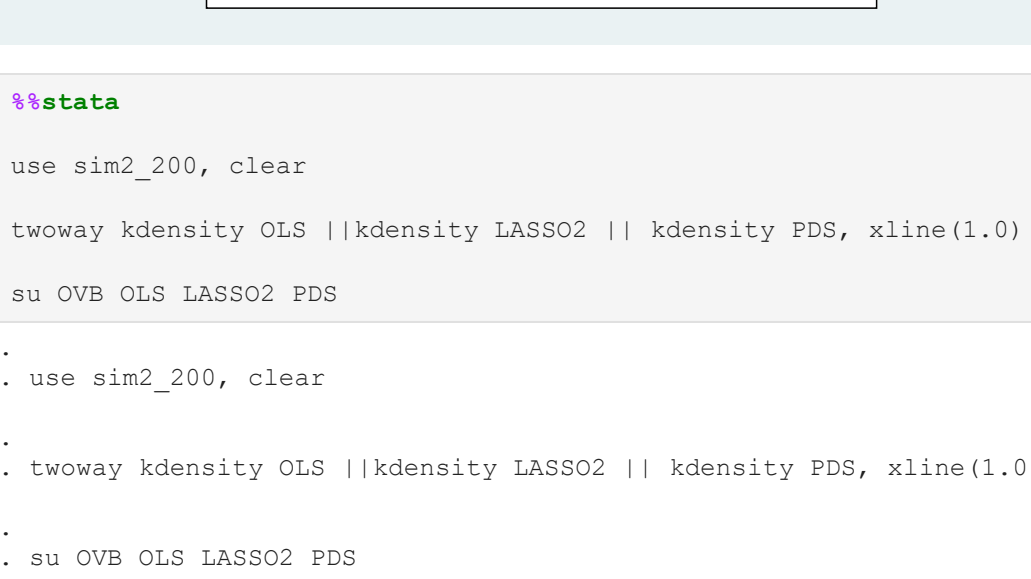 %%stata
use sim2_200, clear
twoway kdensity OLS ||kdensity LASSO2 || kdensity PDS, xline(1.0)
su OVB OLS LASSO2 PDS
.
. use sim2_200, clear
.
. twoway kdensity OLS ||kdensity LASSO2 || kdensity PDS, xline(1.0
.
. su OVB OLS LASSO2 PDS